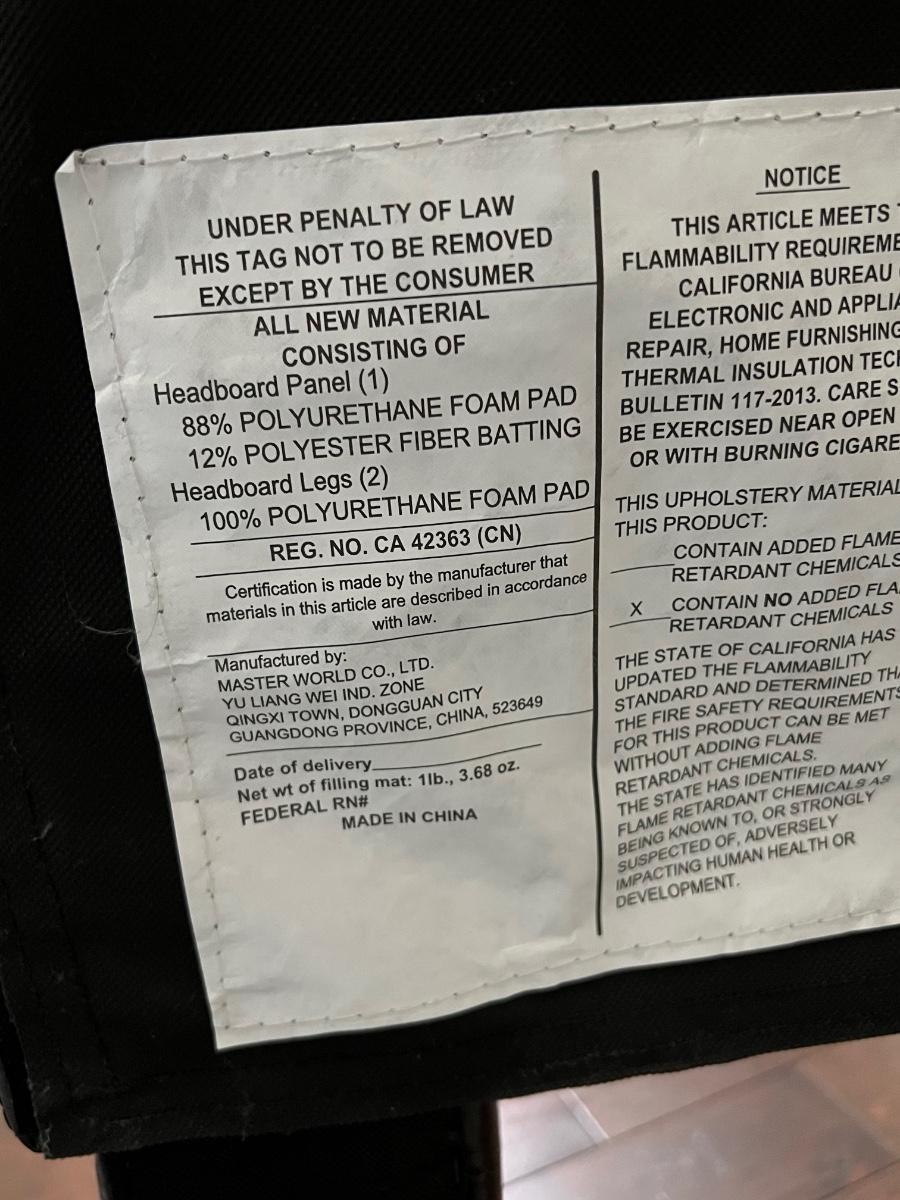 UNDER PENALTY OF LAW
THIS TAG NOT TO BE REMOVED
EXCEPT BY THE CONSUMER
ALL NEW MATERIAL
CONSISTING OF
Headboard Panel (1)
88% POLYURETHANE FOAM PAD
12% POLYESTER FIBER BATTING
Headboard Legs (2)
100% POLYURETHANE FOAM PAD
REG. NO. CA 42363 (CN)
Certification is made by the manufacturer that
materials in this article are described in accordance
with law.
Manufactured by:
MASTER WORLD CO., LTD.
YU LIANG WEI IND. ZONE
QINGXI TOWN, DONGGUAN CITY
GUANGDONG PROVINCE, CHINA, 523649
Date of delivery
Net wt of filling mat: 1lb., 3.68 oz.
FEDERAL RN#
MADE IN CHINA
NOTICE
THIS ARTICLE MEETS
FLAMMABILITY
CALIFORNIA BUREAU
ELECTRONIC AND
REPAIR, HOME
THERMAL INSULATION
BULLETIN 117-2013. CARE
BE EXERCISED NEAR OPEN
OR WITH BURNING
THIS UPHOLSTERY
THIS PRODUCT:
CONTAIN ADDED
RETARDANT
X CONTAIN NO ADDED
RETARDANT CHEMICALS
THE STATE OF CALIFORNIA HAS
UPDATED THE FLAMMABILITY
STANDARD AND DETERMINED
THE FIRE SAFETY REQUIREMENTS
FOR THIS PRODUCT CAN BE MET
WITHOUT ADDING FLAME
RETARDANT CHEMICALS.
THE STATE HAS IDENTIFIED MANY
FLAME RETARDANT CHEMICALS AS
BEING KNOWN TO, OR STRONGLY
SUSPECTED OF, ADVERSELY
IMPACTING HUMAN HEALTH OR
DEVELOPMENT.